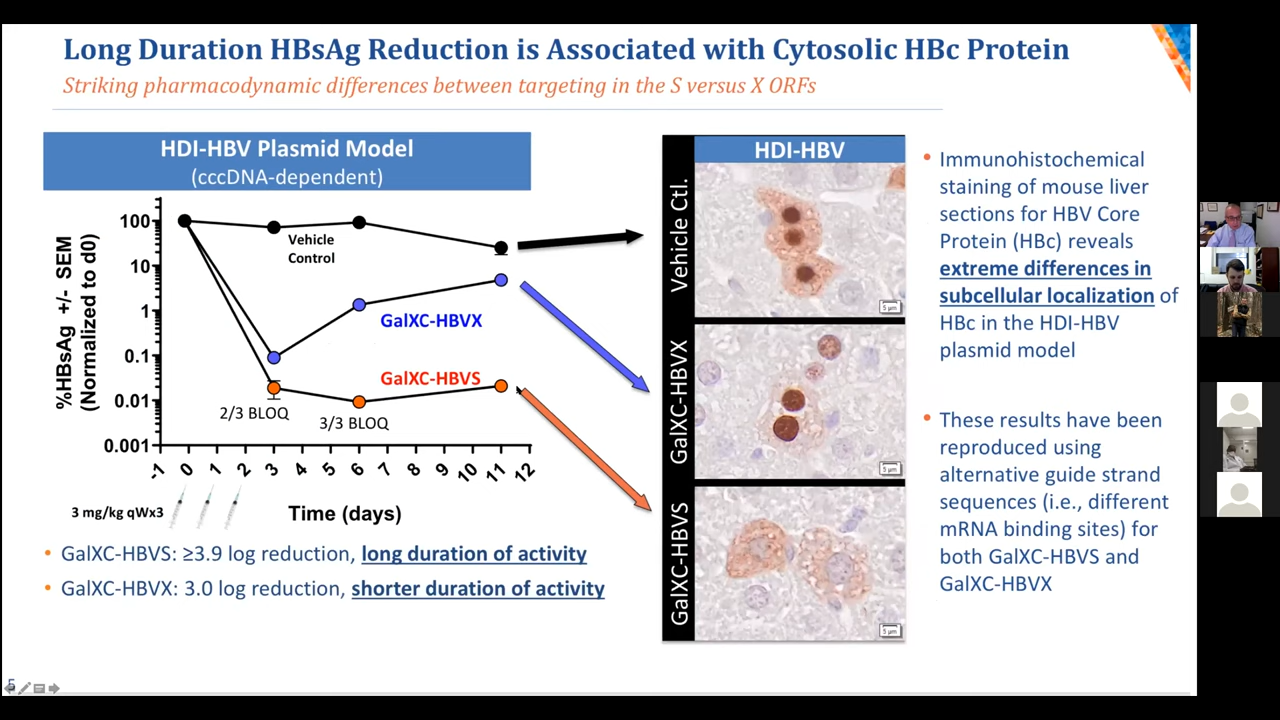 Long Duration HBsAg Reduction is Associated with Cytosolic HBc Protein
Striking pharmacodynamic differences between targeting in the S versus X ORFs
HDI-HBV Plasmid Model
(cccDNA-dependent)
%HBsAg +/- SEM
(Normalized to d0)
100
10
1
0.1
0.01
0.001
Vehicle
Control
GalXC-HBVX
GalXC-HBVS
2/3 BLOQ
3/3 BLOQ
-1 0 1 2 3 4 5 6 7 8 9 10 11 12
3 mg/kg qWx3
Time (days)
GalXC-HBVS: ≥3.9 log reduction, long duration of activity
GalXC-HBVX: 3.0 log reduction, shorter duration of activity
HDI-HBV
Vehicle Ctl.
5 µm
GalXC-HBVX
5 µm
GalXC-HBVS
5 µm
Immunohistochemical
staining of mouse liver
sections for HBV Core
Protein (HBc) reveals
extreme differences in
subcellular localization of
HBc in the HDI-HBV
plasmid model
These results have been
reproduced using
alternative guide strand
sequences (i.e., different
mRNA binding sites) for
both GalXC-HBVS and
GalXC-HBVX
5